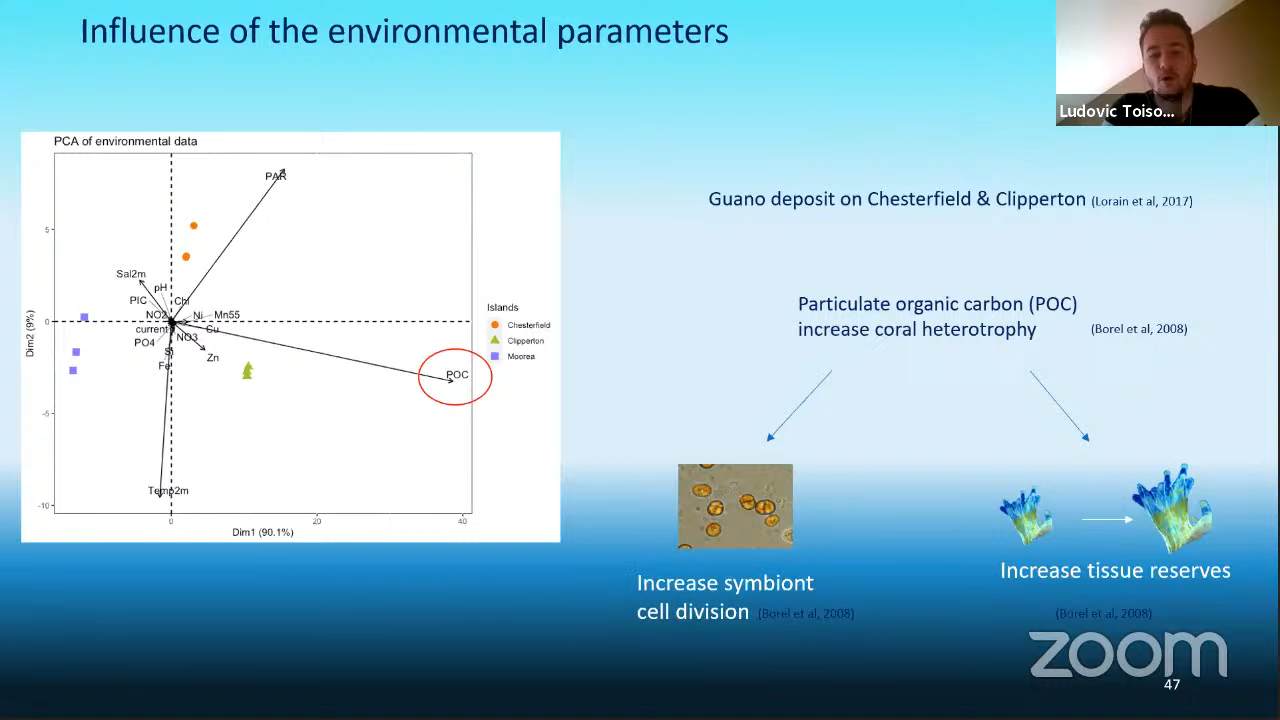 Influence of the environmental parameters
Ludovic Toiso...
PCA of environmental data
PAR
Sal2m
pH
PIC
Chl
NO2
Ni
Mn55
current
Cu
PO4
NO3
Si
Zn
Fe
POC
Temp2m
5
0
-5
-10
Dim2 (9%)
0
20
40
Dim1 (90.1%)
Islands
Chesterfield
Clipperton
Moorea
Guano deposit on Chesterfield & Clipperton (Lorain et al, 2017)
Particulate organic carbon (POC)
increase coral heterotrophy (Borel et al, 2008)
Increase symbiont
cell division (Borel et al, 2008)
Increase tissue reserves
(Borel et al, 2008)
zoom
47